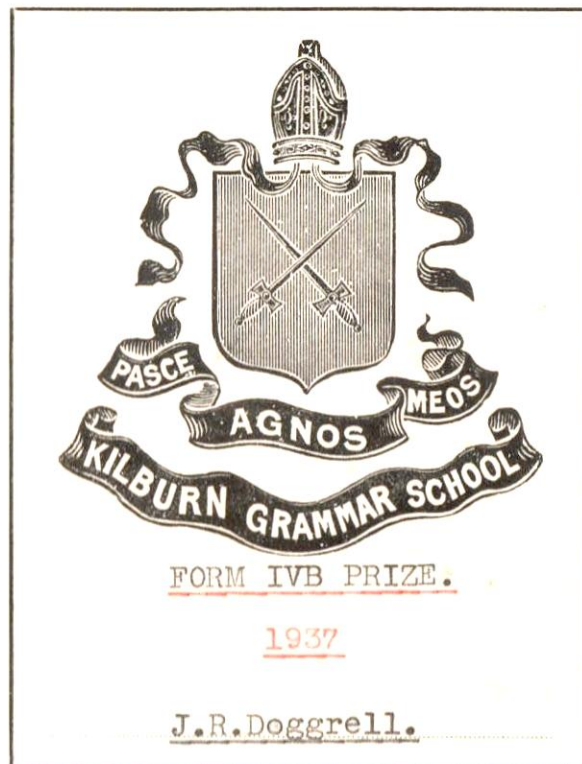 PASCE AGNOS MEOS
KILBURN GRAMMAR SCHOOL
FORM IVB PRIZE.
1937
J.R.Doggrell.